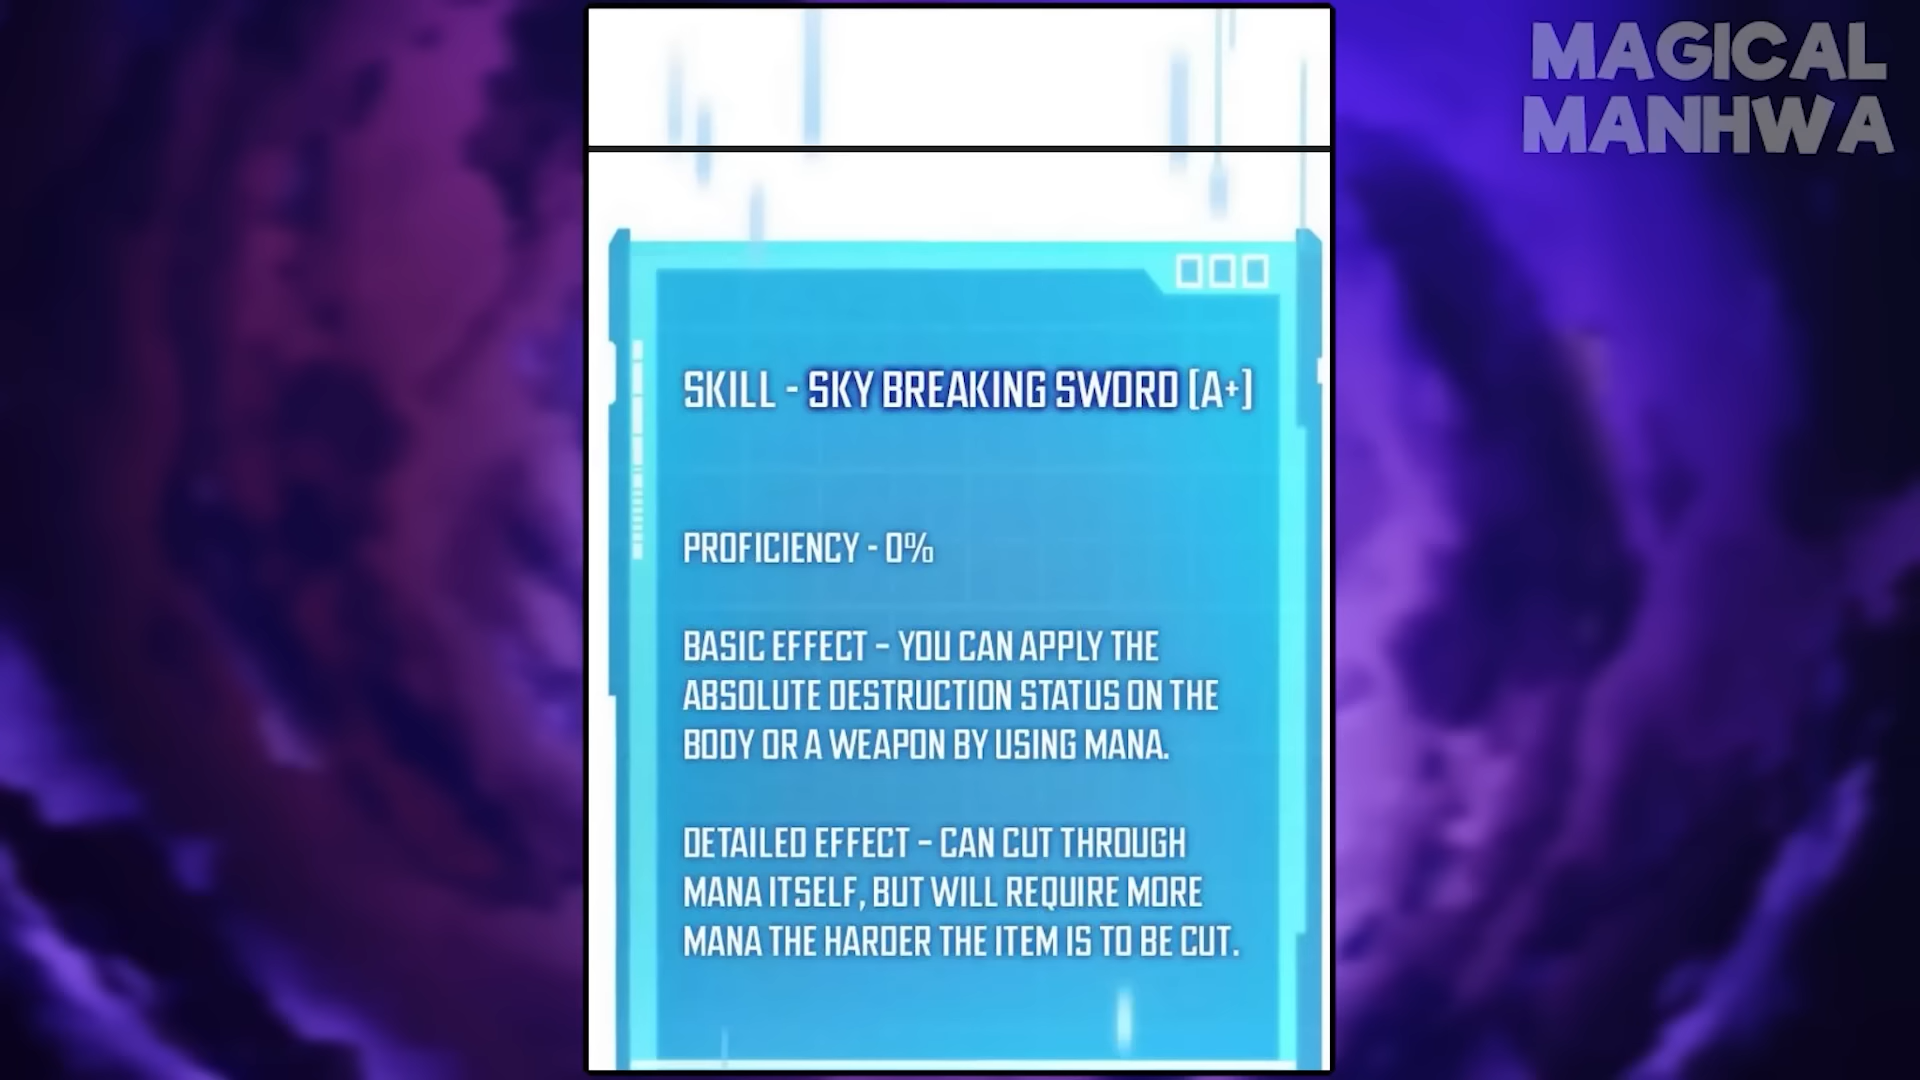 MAGICAL
MANHWA
SKILL - SKY BREAKING SWORD [A+]
PROFICIENCY - 0%
BASIC EFFECT - YOU CAN APPLY THE
ABSOLUTE DESTRUCTION STATUS ON THE
BODY OR A WEAPON BY USING MANA.
DETAILED EFFECT - CAN CUT THROUGH
MANA ITSELF, BUT WILL REQUIRE MORE
MANA THE HARDER THE ITEM IS TO BE CUT.